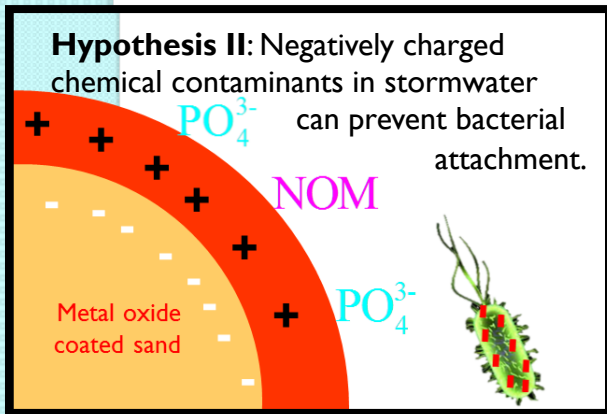 Hypothesis II: Negatively charged
chemical contaminants in stormwater
can prevent bacterial
attachment.
PO₄³⁻
NOM
PO₄³⁻
+
+
+
+
+
+
- - - - - - - -
Metal oxide
coated sand